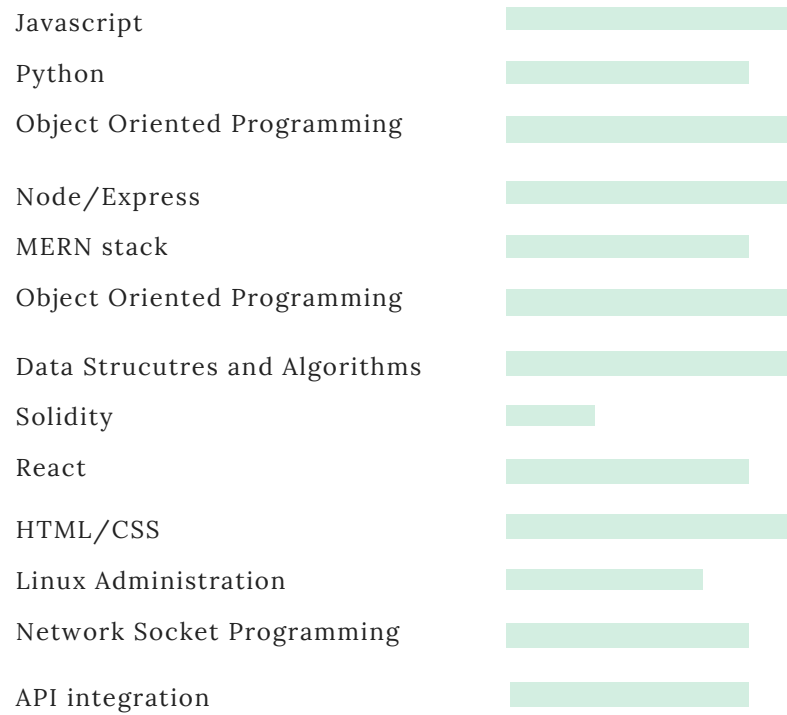 Javascript
Python
Object Oriented Programming
Node/Express
MERN stack
Object Oriented Programming
Data Strucutres and Algorithms
Solidity
React
HTML/CSS
Linux Administration
Network Socket Programming
API integration